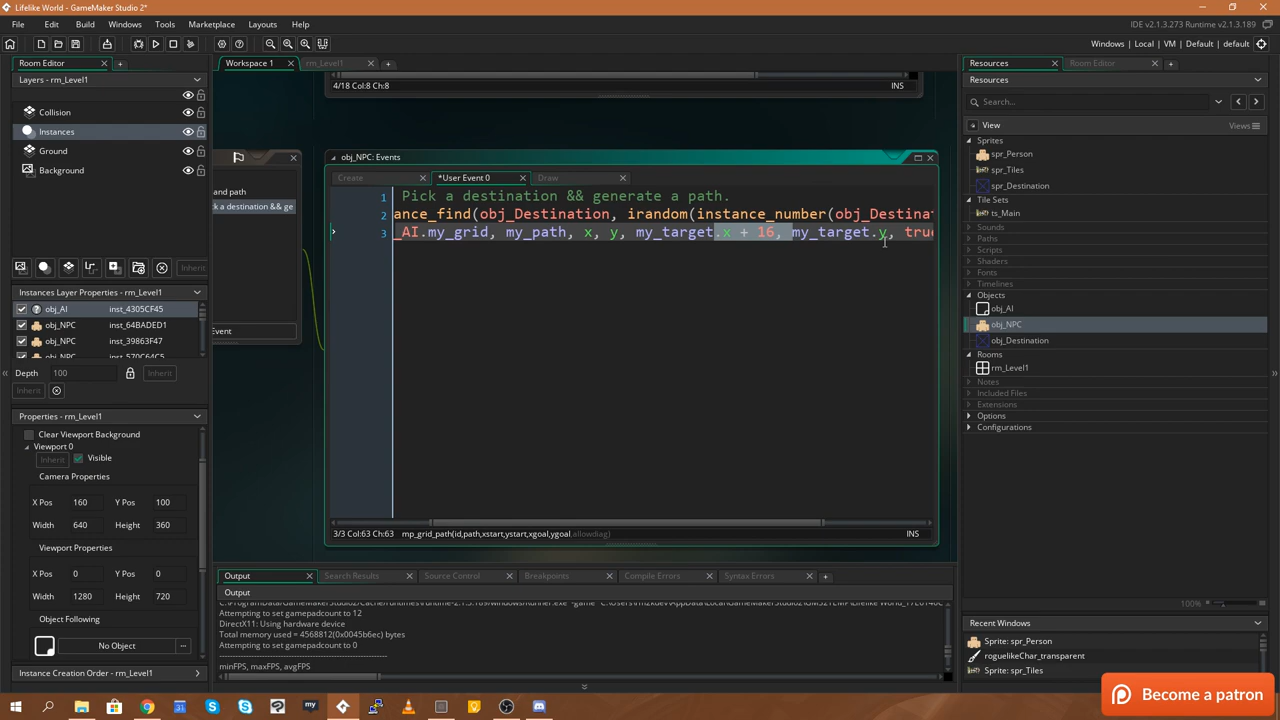 Lifelike World - GameMaker Studio 2*
File Edit Build Windows Tools Marketplace Layouts Help
IDE v2.1.3.273 Runtime v2.1.3.189
Windows | Local | VM | Default | default
Room Editor
Workspace 1
rm_Level1
Resources
Room Editor
Layers - rm_Level1
Resources
4/18 Col:8 Ch:8
INS
Search...
Collision
Instances
Ground
Background
View
Views
Sprites
spr_Person
spr_Tiles
spr_Destination
Tile Sets
ts_Main
Sounds
Paths
Scripts
Shaders
Fonts
Timelines
Objects
obj_AI
obj_NPC
obj_Destination
Rooms
rm_Level1
Notes
Included Files
Extensions
Options
Configurations
obj_NPC: Events
Create
*User Event 0
Draw
and path
ck a destination && ge
Event
1 Pick a destination && generate a path.
2 ance_find(obj_Destination, irandom(instance_number(obj_Destinat
3 _AI.my_grid, my_path, x, y, my_target.x + 16, my_target.y, true
3/3 Col:63 Ch:63
mp_grid_path(id,path,xstart,ystart,xgoal,ygoal,allowdiag)
INS
Inherit
Instances Layer Properties - rm_Level1
obj_AI inst_4305CF45
obj_NPC inst_64BADED1
obj_NPC inst_39863F47
obj_NPC inst_570C64C5
Depth 100 Inherit
Inherit
Properties - rm_Level1
Clear Viewport Background
Viewport 0
Inherit Visible
Camera Properties
X Pos 160 Y Pos 100
Width 640 Height 360
Viewport Properties
X Pos 0 Y Pos 0
Width 1280 Height 720
Object Following
No Object ...
Instance Creation Order - rm_Level1
Output
Search Results
Source Control
Breakpoints
Compile Errors
Syntax Errors
Output
Attempting to set gamepadcount to 12
DirectX11: Using hardware device
Total memory used = 4568812(0x0045b6ec) bytes
Attempting to set gamepadcount to 0
minFPS, maxFPS, avgFPS
100%
Recent Windows
Sprite: spr_Person
roguelikeChar_transparent
Sprite: spr_Tiles
Become a patron